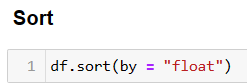 Sort
1 df.sort(by = "float")